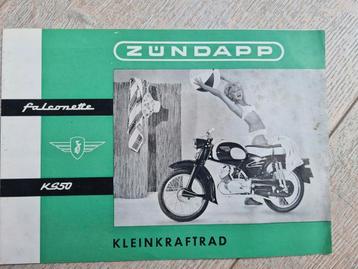 ZÜNDAPP
falconette
KS50
KLEINKRAFTRAD